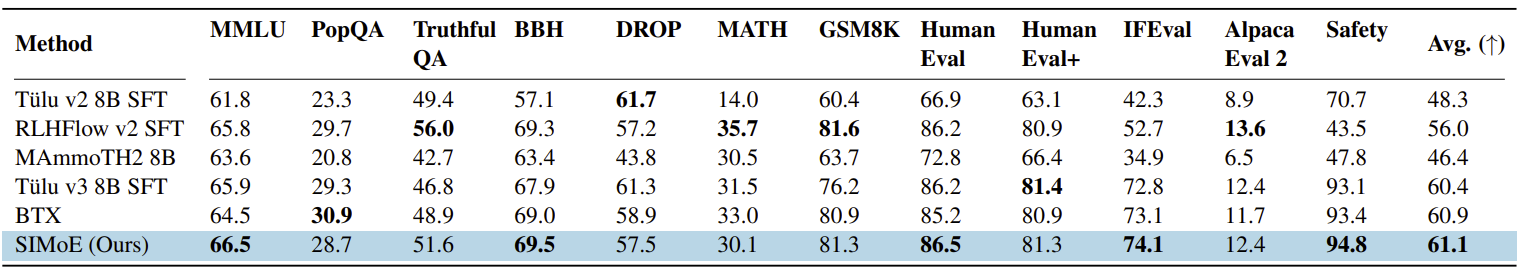 Method MMLU PopQA Truthful QA BBH DROP MATH GSM8K Human Eval Human Eval+ IFEval Alpaca Eval 2 Safety Avg. (↑)
Tülu v2 8B SFT 61.8 23.3 49.4 57.1 61.7 14.0 60.4 66.9 63.1 42.3 8.9 70.7 48.3
RLHFlow v2 SFT 65.8 29.7 56.0 69.3 57.2 35.7 81.6 86.2 80.9 52.7 13.6 43.5 56.0
MAmmoTH2 8B 63.6 20.8 42.7 63.4 43.8 30.5 63.7 72.8 66.4 34.9 6.5 47.8 46.4
Tülu v3 8B SFT 65.9 29.3 46.8 67.9 61.3 31.5 76.2 86.2 81.4 72.8 12.4 93.1 60.4
BTX 64.5 30.9 48.9 69.0 58.9 33.0 80.9 85.2 80.9 73.1 11.7 93.4 60.9
SIMoE (Ours) 66.5 28.7 51.6 69.5 57.5 30.1 81.3 86.5 81.3 74.1 12.4 94.8 61.1